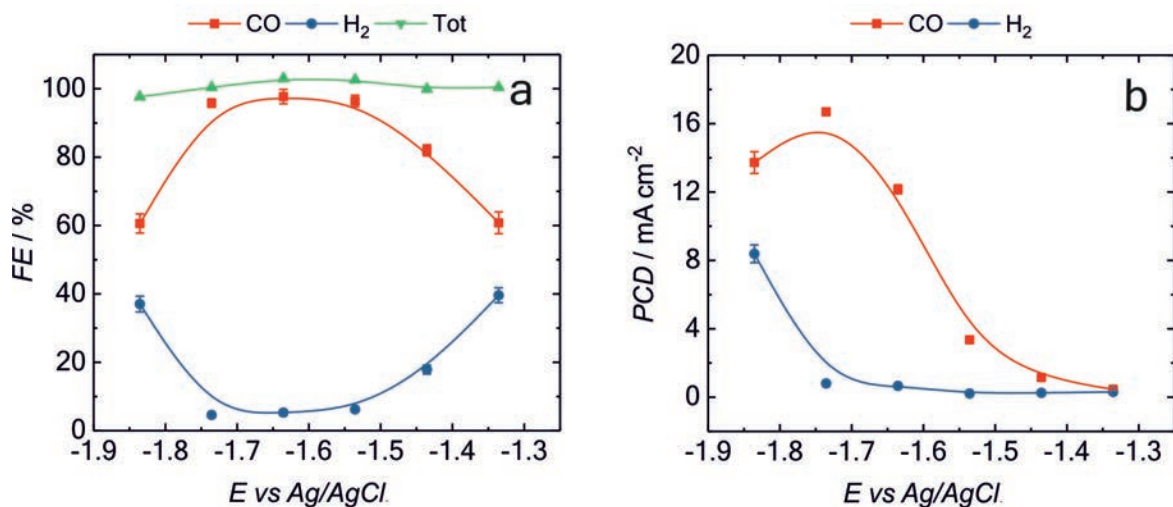 CO H₂ Tot
a
FE / %
100
80
60
40
20
0
-1.9 -1.8 -1.7 -1.6 -1.5 -1.4 -1.3
E vs Ag/AgCl.
CO H₂
b
PCD / mA cm⁻²
20
16
12
8
4
0
-1.9 -1.8 -1.7 -1.6 -1.5 -1.4 -1.3
E vs Ag/AgCl.